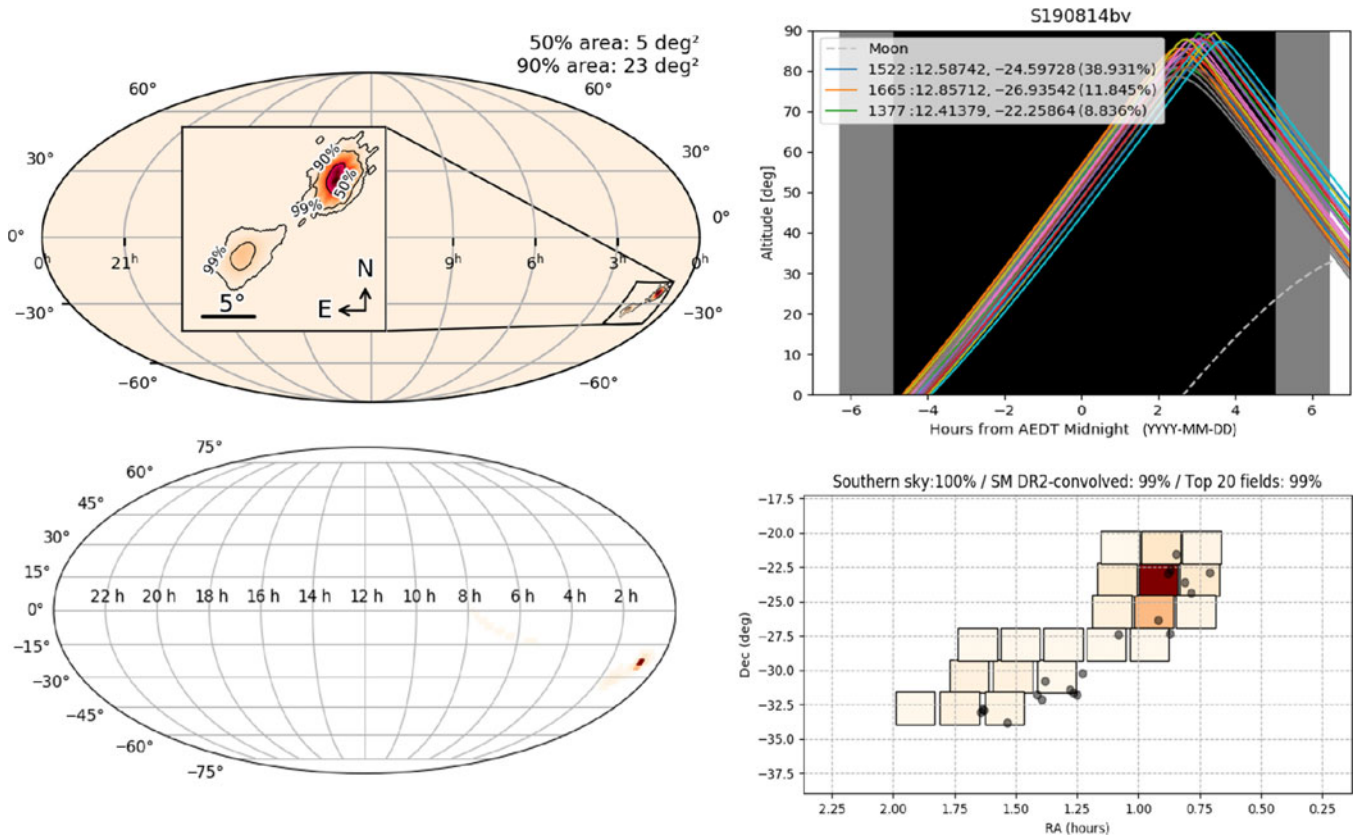 50% area: 5 deg²
90% area: 23 deg²
60° 60°
30° 30°
0° 0°
0ʰ 21ʰ 9ʰ 6ʰ 3ʰ 0ʰ
−30° −30°
−60° −60°
90%
50%
99%
99%
5°
N
E
S190814bv
Moon
1522 :12.58742, −24.59728 (38.931%)
1665 :12.85712, −26.93542 (11.845%)
1377 :12.41379, −22.25864 (8.836%)
Altitude [deg]
90
80
70
60
50
40
30
20
10
0
−6 −4 −2 0 2 4 6
Hours from AEDT Midnight (YYYY-MM-DD)
75°
60°
45°
30°
15°
0°
−15°
−30°
−45°
−60°
−75°
22 h 20 h 18 h 16 h 14 h 12 h 10 h 8 h 6 h 4 h 2 h
Southern sky:100% / SM DR2-convolved: 99% / Top 20 fields: 99%
Dec (deg)
−17.5
−20.0
−22.5
−25.0
−27.5
−30.0
−32.5
−35.0
−37.5
2.25 2.00 1.75 1.50 1.25 1.00 0.75 0.50 0.25
RA (hours)